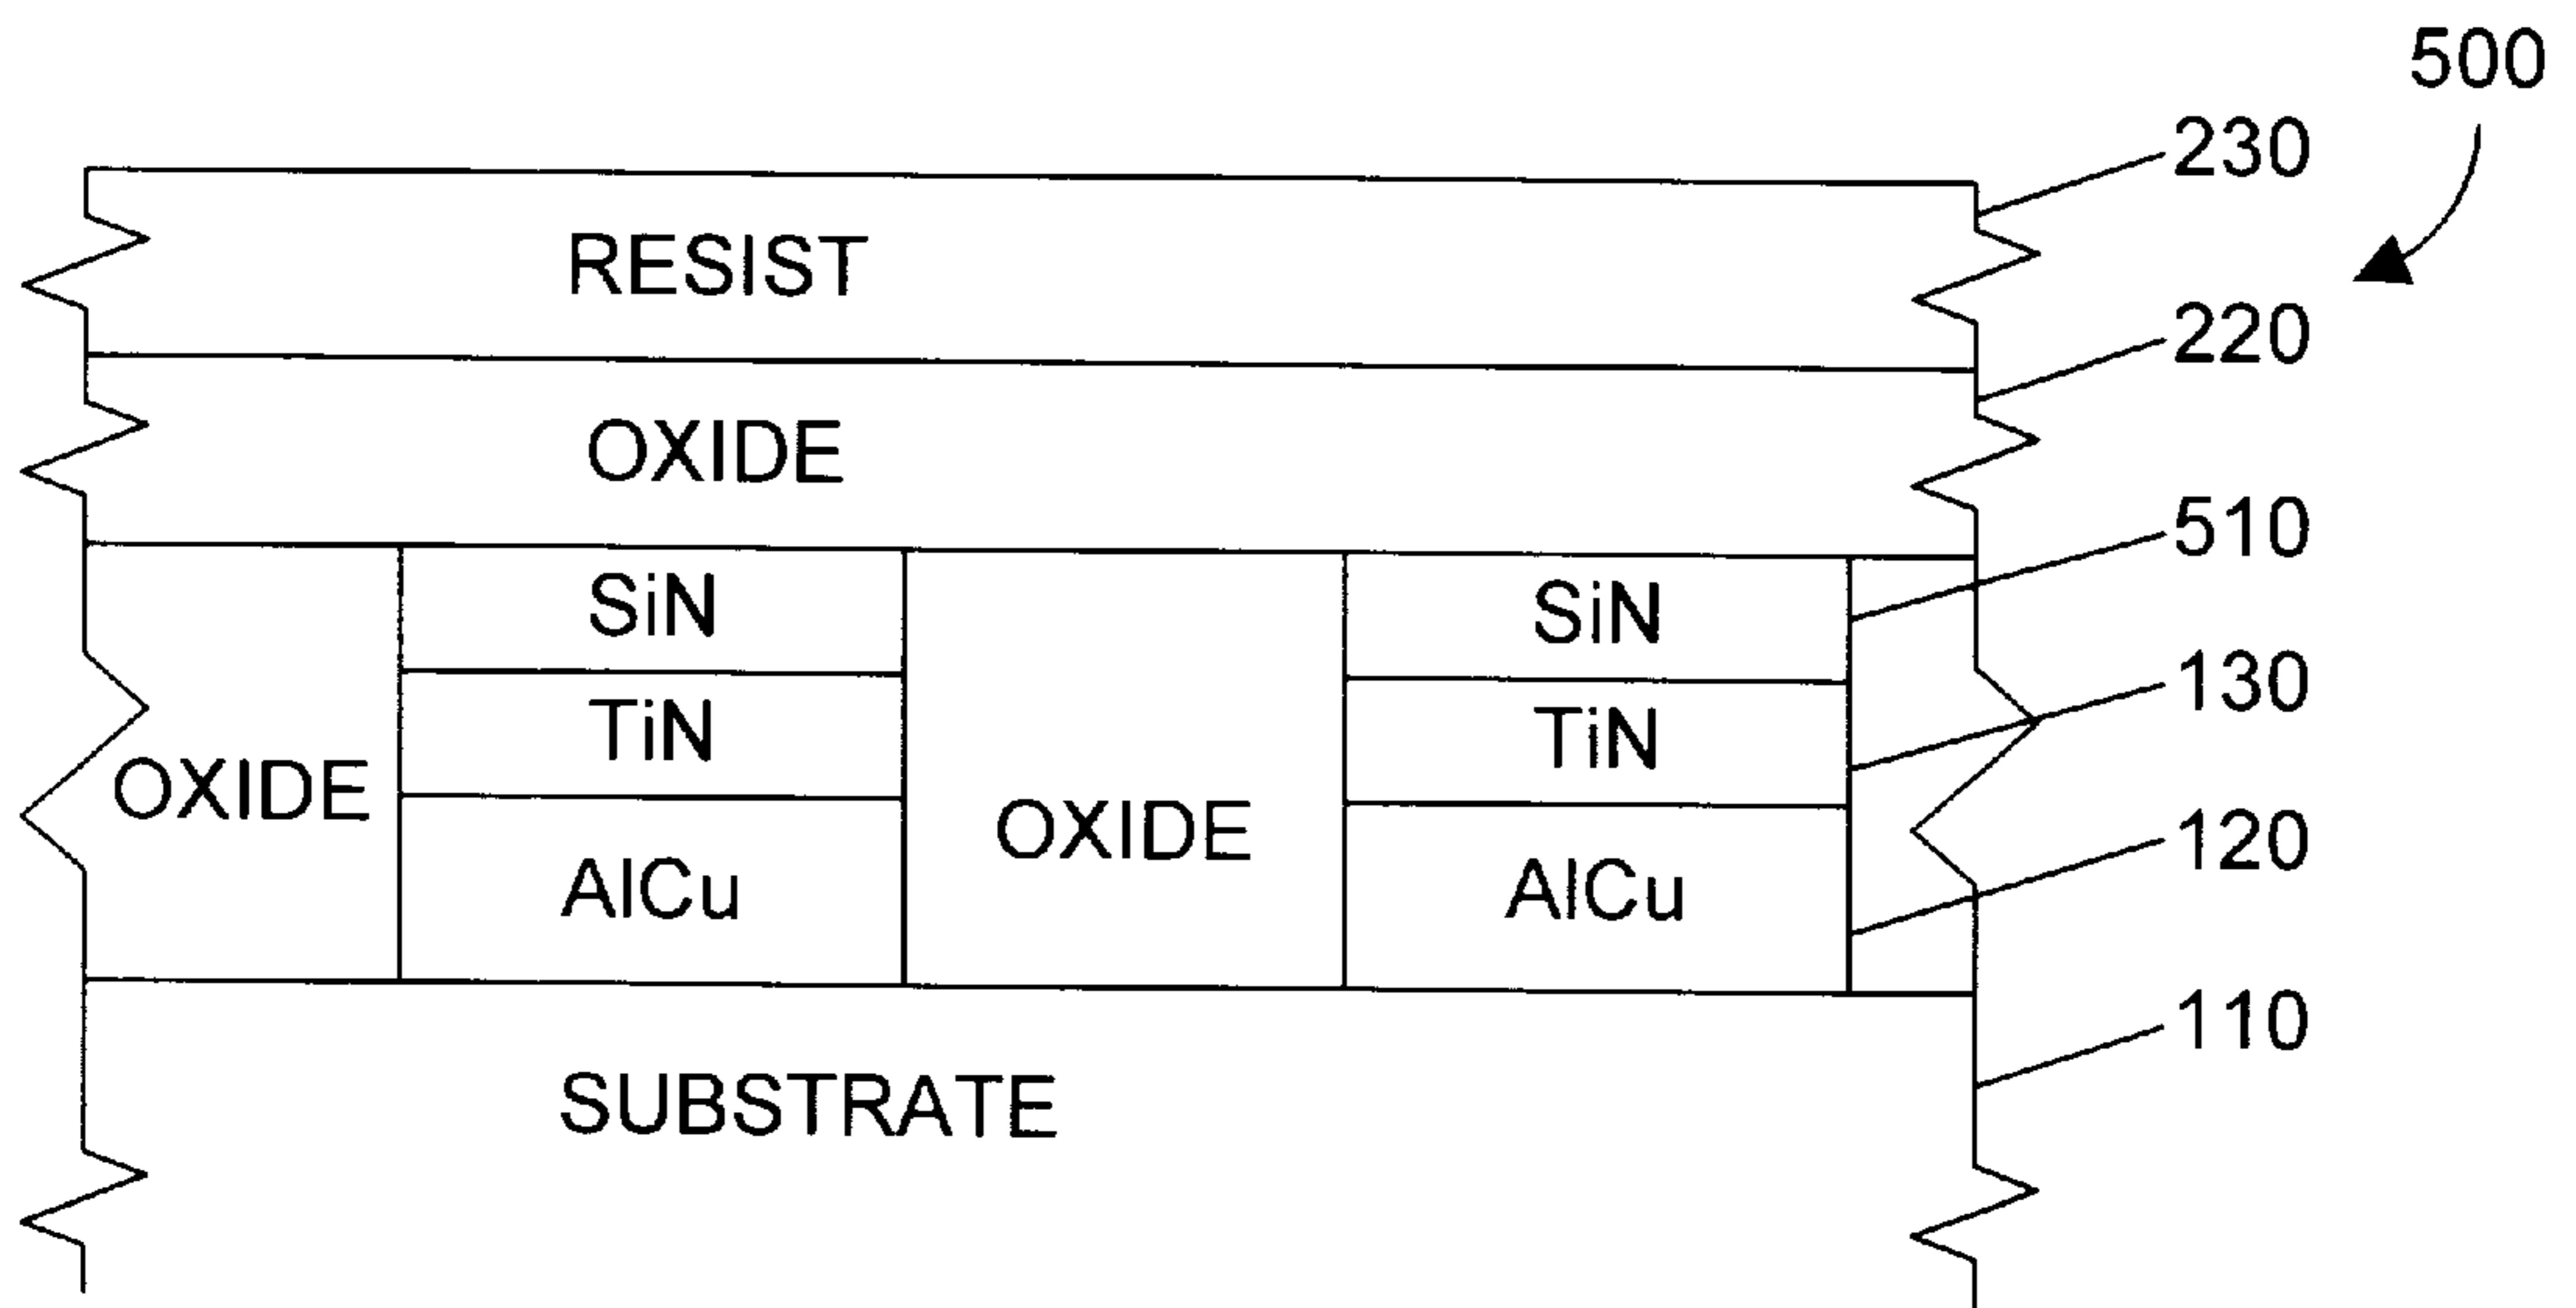 500
230
RESIST
220
OXIDE
510
SiN
SiN
130
TiN
TiN
OXIDE
OXIDE
120
AlCu
AlCu
110
SUBSTRATE